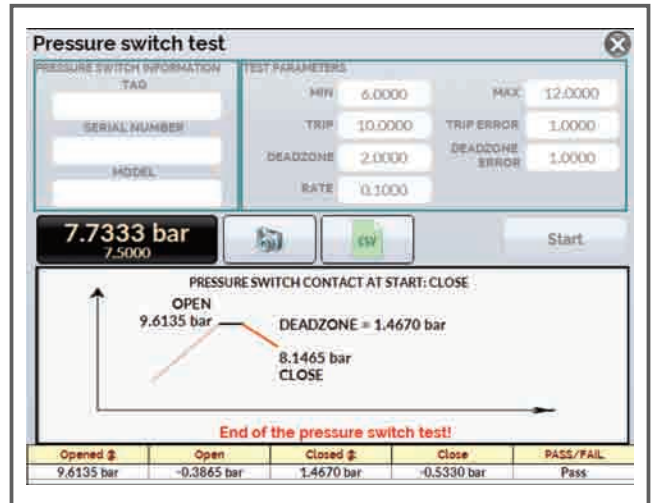 Pressure switch test
PRESSURE SWITCH INFORMATION
TAG
SERIAL NUMBER
MODEL
TEST PARAMETERS
MIN 6.0000 MAX 12.0000
TRIP 10.0000 TRIP ERROR 1.0000
DEADZONE 2.0000 DEADZONE ERROR 1.0000
RATE 0.1000
7.7333 bar
7.5000
CSV
Start
PRESSURE SWITCH CONTACT AT START: CLOSE
OPEN
9.6135 bar
DEADZONE = 1.4670 bar
8.1465 bar
CLOSE
End of the pressure switch test!
Opened Open Closed Close PASS/FAIL
9.6135 bar -0.3865 bar 1.4670 bar -0.5330 bar Pass